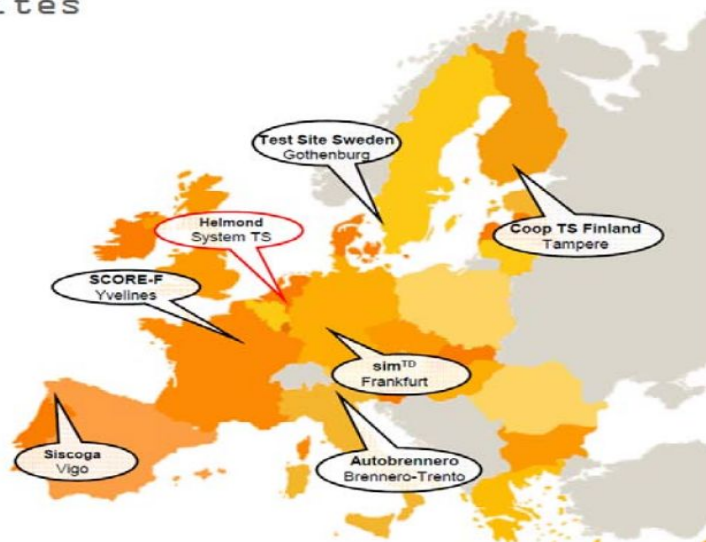 ites
Test Site Sweden
Gothenburg
Helmond
System TS
Coop TS Finland
Tampere
SCORE-F
Yvelines
simTD
Frankfurt
Siscoga
Vigo
Autobrennero
Brennero-Trento